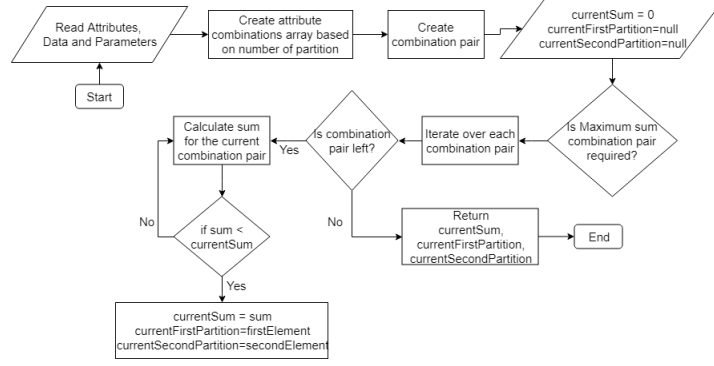 Read Attributes,
Data and Parameters
Create attribute
combinations array based
on number of partition
Create
combination pair
currentSum = 0
currentFirstPartition=null
currentSecondPartition=null
Start
Calculate sum
for the current
combination pair
Yes
Is combination
pair left?
Iterate over each
combination pair
Is Maximum sum
combination pair
required?
No
if sum <
currentSum
No
Return
currentSum,
currentFirstPartition,
currentSecondPartition
End
Yes
currentSum = sum
currentFirstPartition=firstElement
currentSecondPartition=secondElement